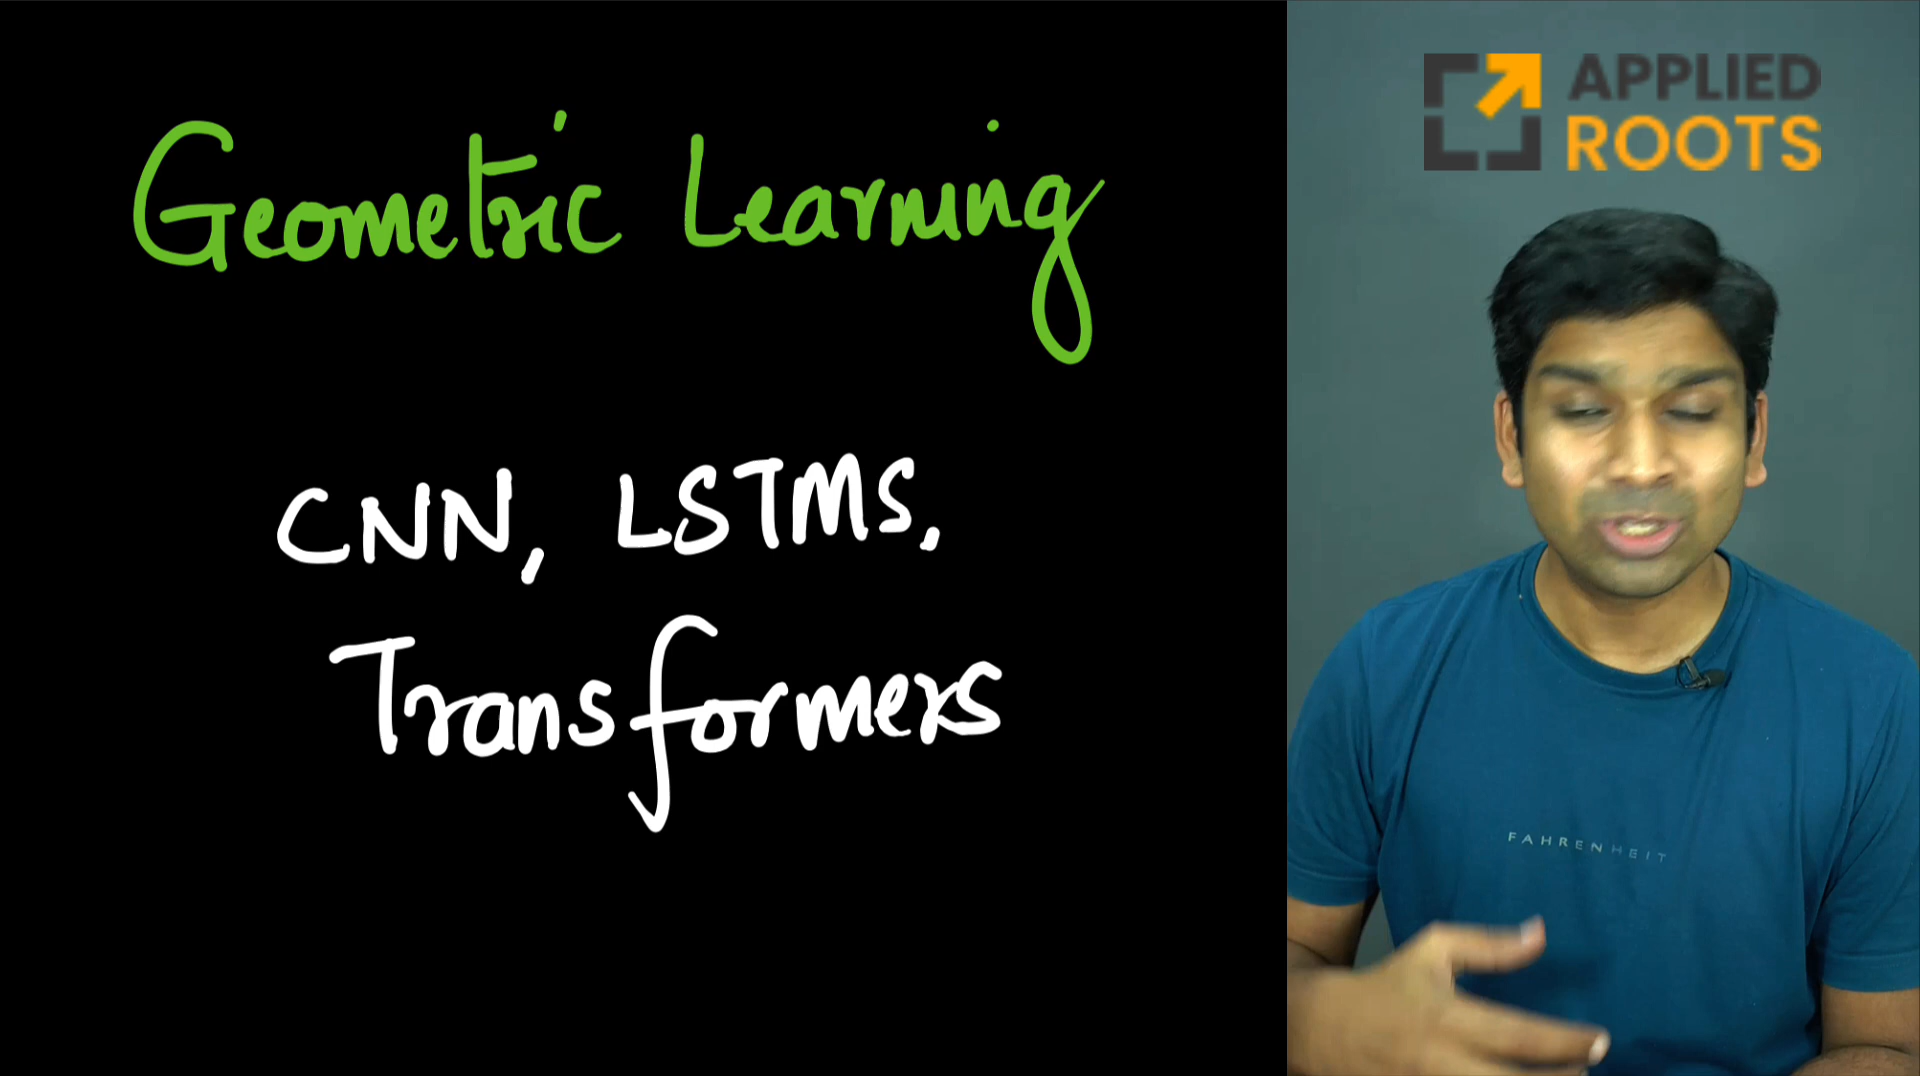 Geometric Learning
CNN, LSTMS,
Transformers
APPLIED
ROOTS
FAHRENHEIT